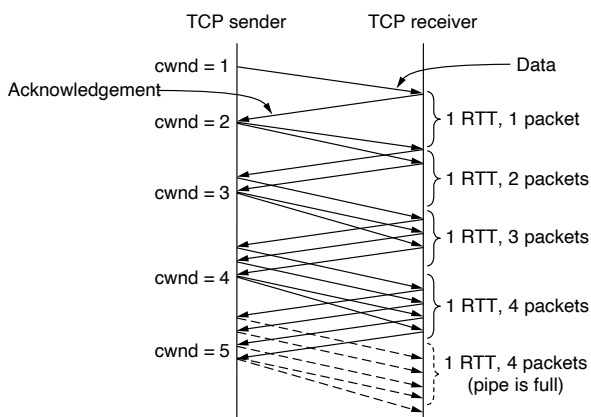 TCP sender
TCP receiver
cwnd = 1
Data
Acknowledgement
1 RTT, 1 packet
cwnd = 2
1 RTT, 2 packets
cwnd = 3
1 RTT, 3 packets
cwnd = 4
1 RTT, 4 packets
cwnd = 5
1 RTT, 4 packets
(pipe is full)